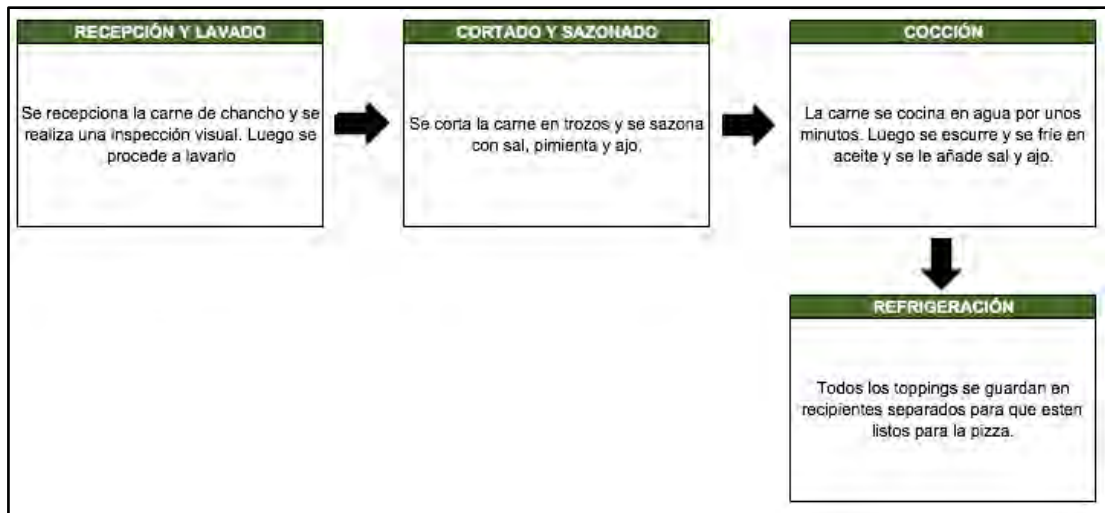 RECEPCIÓN Y LAVADO
Se recepciona la carne de chancho y se
realiza una inspección visual. Luego se
procede a lavarlo
CORTADO Y SAZONADO
Se corta la carne en trozos y se sazona
con sal, pimienta y ajo.
COCCIÓN
La carne se cocina en agua por unos
minutos. Luego se escurre y se fríe en
aceite y se le añade sal y ajo.
REFRIGERACIÓN
Todos los toppings se guardan en
recipientes separados para que esten
listos para la pizza.